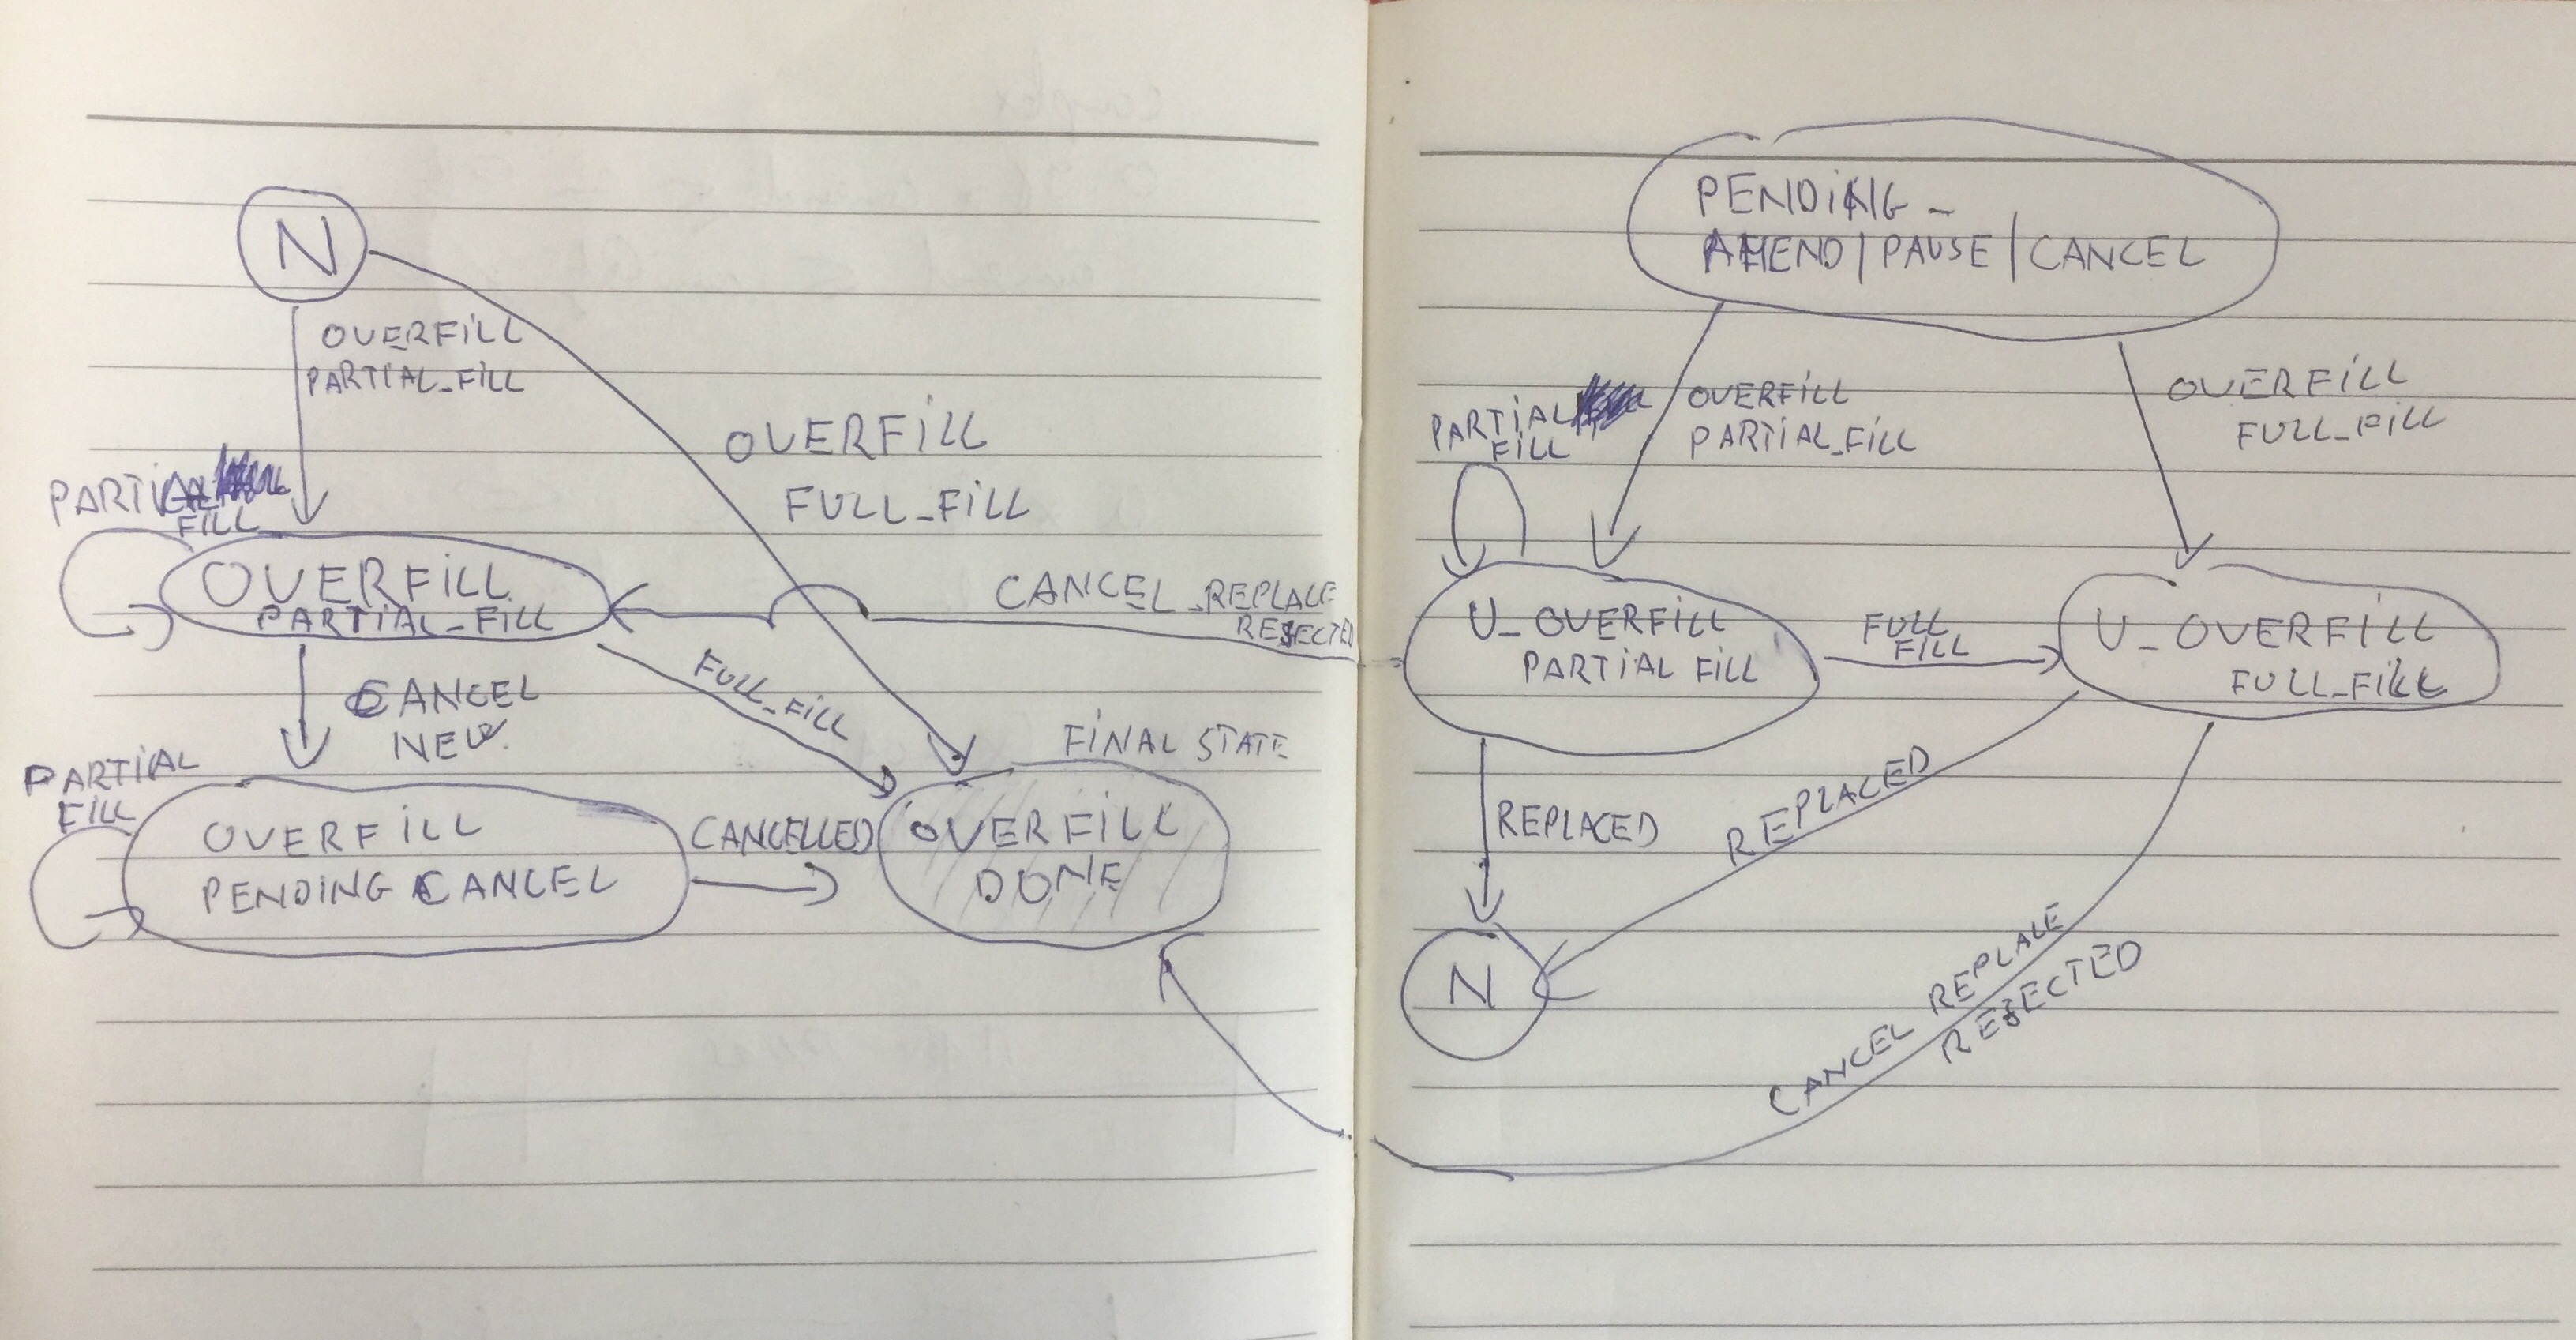 N
OVERFILL
PARTIAL_FILL
OVERFILL
FULL_FILL
PARTIAL
FILL
OVERFILL
PARTIAL_FILL
CANCEL_REPLACE
REJECTED
CANCEL
NEW
FULL_FILL
FINAL STATE
PARTIAL
FILL
OVERFILL
PENDING CANCEL
CANCELLED
OVERFILL
DONE
PENDING_
AMEND/PAUSE/CANCEL
PARTIAL
FILL
OVERFILL
PARTIAL_FILL
OVERFILL
FULL_FILL
U_OVERFILL
PARTIAL FILL
FULL
FILL
U_OVERFILL
FULL_FILL
REPLACED
REPLACED
N
CANCEL REPLACE
REJECTED